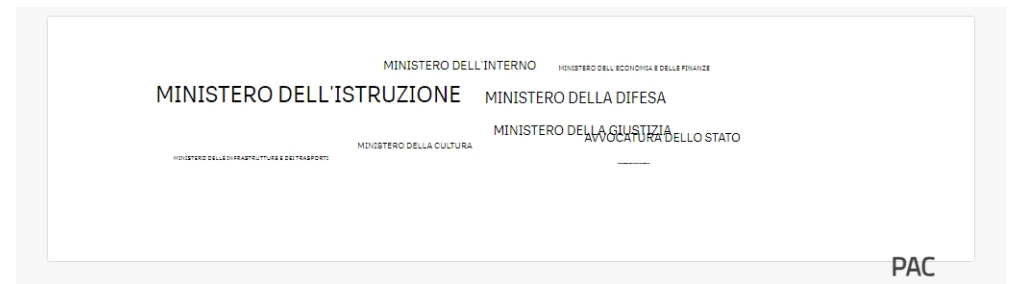 MINISTERO DELL'INTERNO
MINISTERO DELL'ECONOMIA E DELLE FINANZE
MINISTERO DELL'ISTRUZIONE
MINISTERO DELLA DIFESA
MINISTERO DELLA GIUSTIZIA
AVVOCATURA DELLO STATO
MINISTERO DELLA CULTURA
MINISTERO DELLE INFRASTRUTTURE E DEI TRASPORTI
PAC